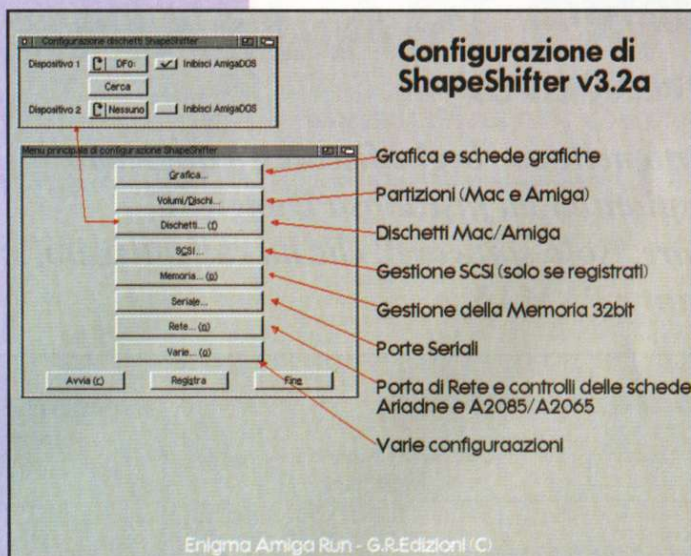 Configurazione dischetti ShapeShifter
Dispositivo 1 DF0: Inibisci AmigaDOS
Cerca
Dispositivo 2 Nessuno Inibisci AmigaDOS
Configurazione di
ShapeShifter v3.2a
Menu principale di configurazione ShapeShifter
Grafica...
Volumi/Dischi...
Dischetti... (f)
SCSI...
Memoria... (p)
Seriale...
Rete... (n)
Varie... (o)
Avvia (c)
Registra
Fine
Grafica e schede grafiche
Partizioni (Mac e Amiga)
Dischetti Mac/Amiga
Gestione SCSI (solo se registrati)
Gestione della Memoria 32bit
Porte Seriali
Porta di Rete e controlli delle schede
Ariadne e A2085/A2065
Varie configuraazioni
Enigma Amiga Run - G.R.Edizioni (C)